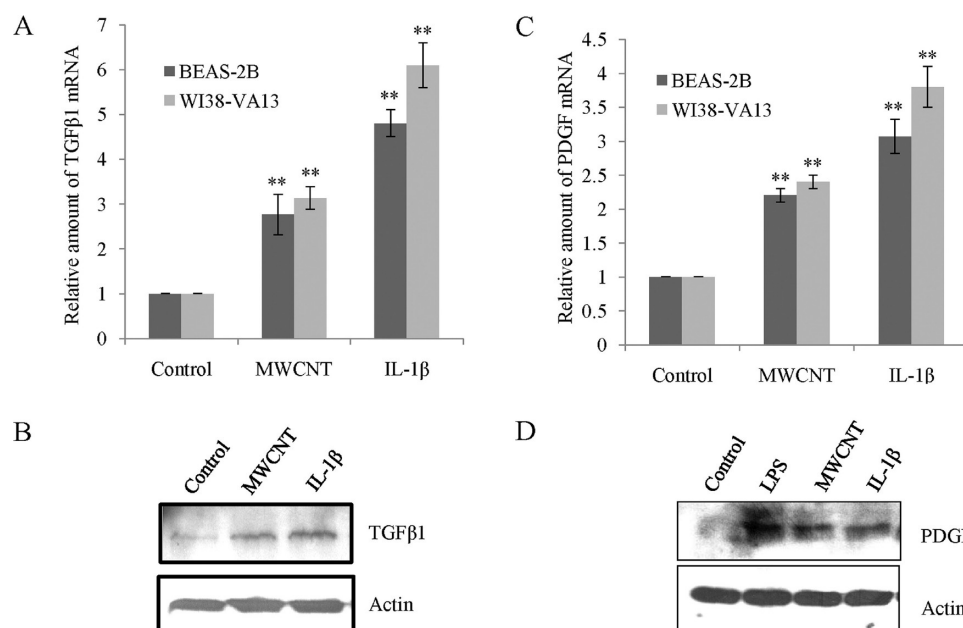 A
Relative amount of TGFβ1 mRNA
7
6
5
4
3
2
1
0
BEAS-2B
WI38-VA13
**
**
**
**
Control
MWCNT
IL-1β
C
Relative amount of PDGF mRNA
4.5
4
3.5
3
2.5
2
1.5
1
0.5
0
BEAS-2B
WI38-VA13
**
**
**
**
Control
MWCNT
IL-1β
B
Control
MWCNT
IL-1β
TGFβ1
Actin
D
Control
LPS
MWCNT
IL-1β
PDG
Actin